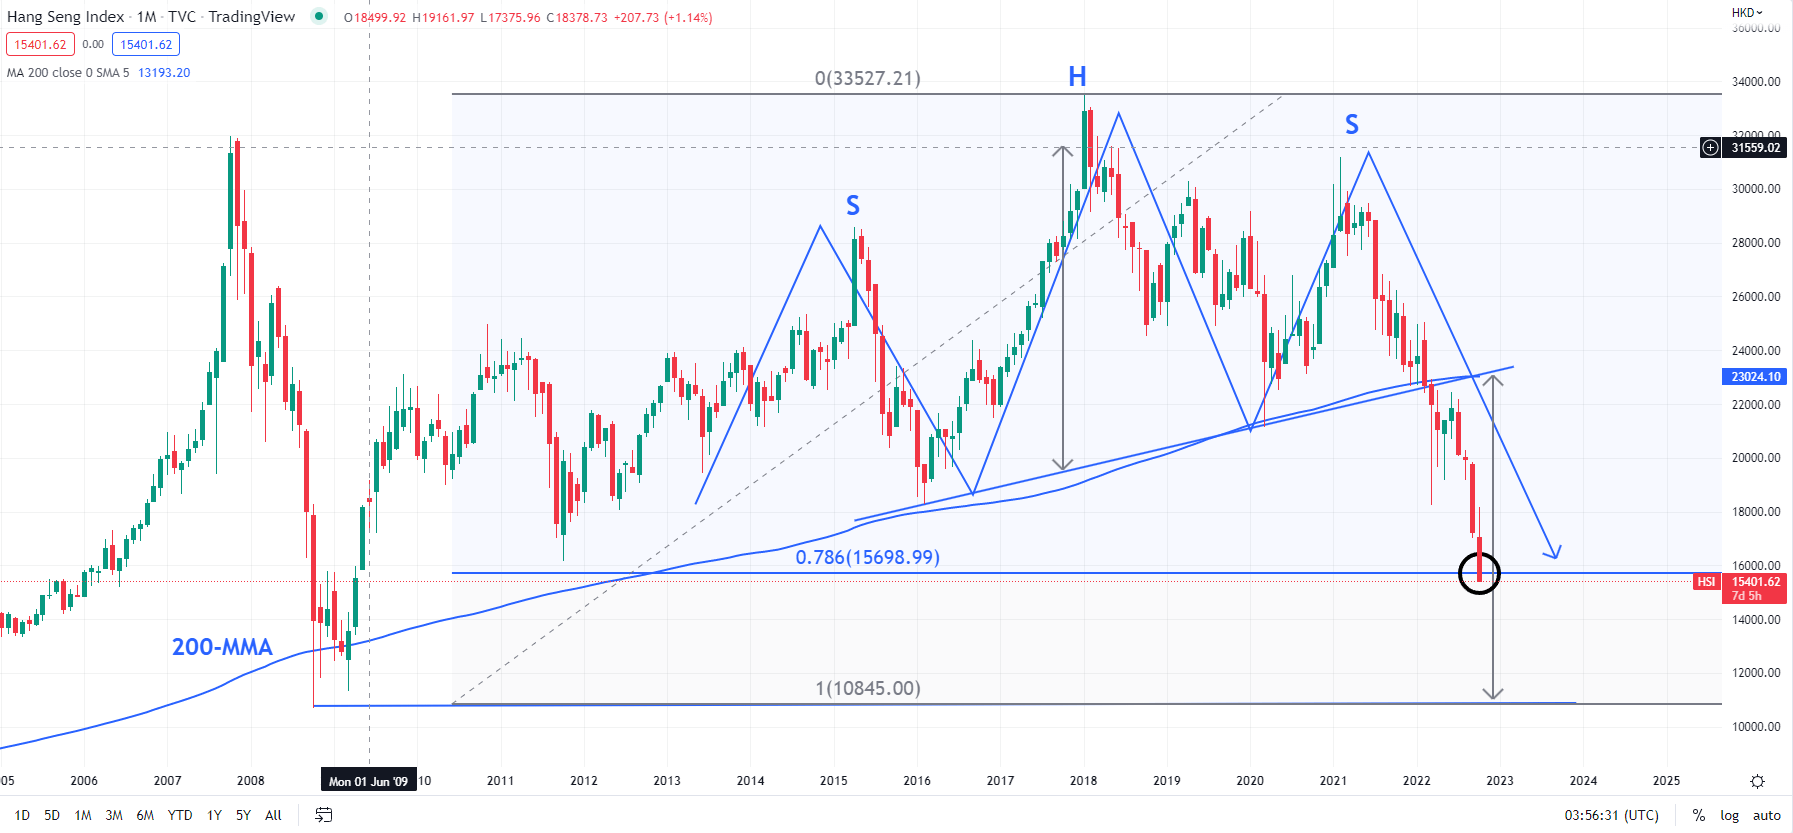 Hang Seng Index · 1M · TVC · TradingView O18499.92 H19161.97 L17375.96 C18378.73 +207.73 (+1.14%)
HKD
36000.00
15401.62 0.00 15401.62
MA 200 close 0 SMA 5 13193.20
0(33527.21)
H
34000.00
S
32000.00
31559.02
30000.00
S
28000.00
26000.00
24000.00
23024.10
22000.00
20000.00
18000.00
0.786(15698.99)
16000.00
HSI 15401.62
7d 5h
14000.00
200-MMA
12000.00
1(10845.00)
10000.00
05 2006 2007 2008 Mon 01 Jun '09 10 2011 2012 2013 2014 2015 2016 2017 2018 2019 2020 2021 2022 2023 2024 2025
1D 5D 1M 3M 6M YTD 1Y 5Y All 03:56:31 (UTC) % log auto